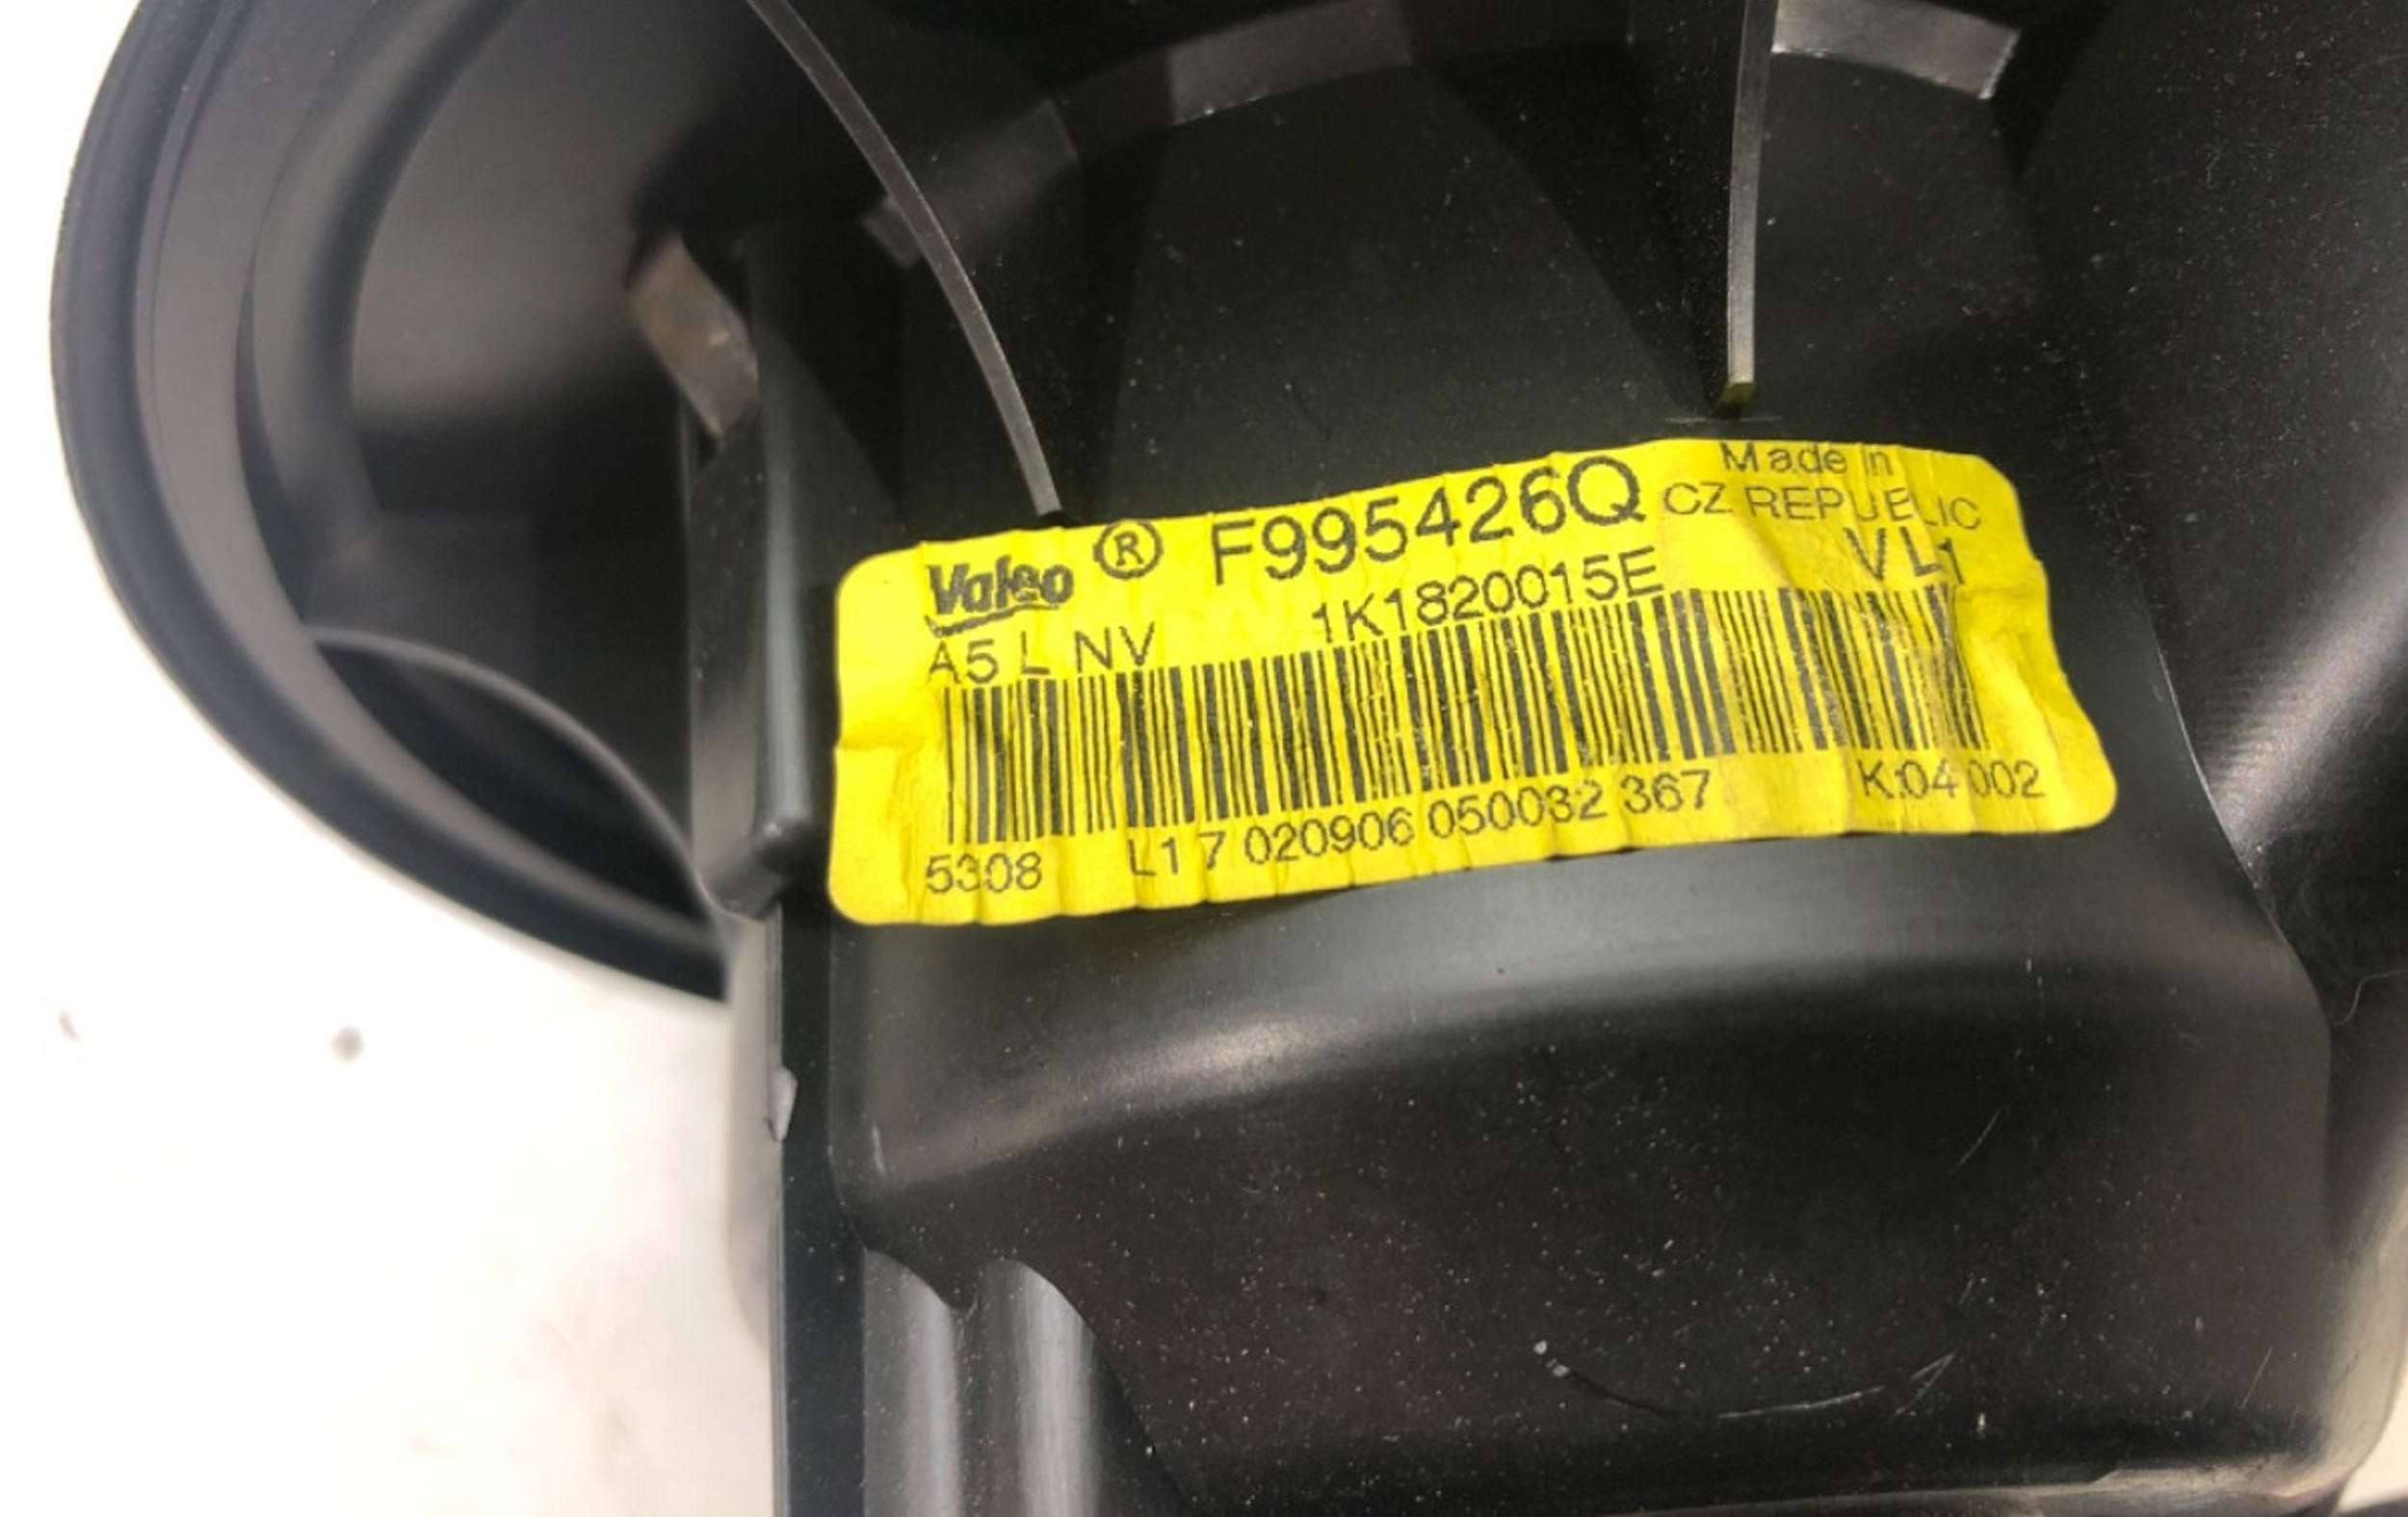 Valeo ® F995426Q Made in
CZ REPUBLIC
1K1820015E VL1
A5 L NV
5308 L1 7 020906 050032 367 K:04 002